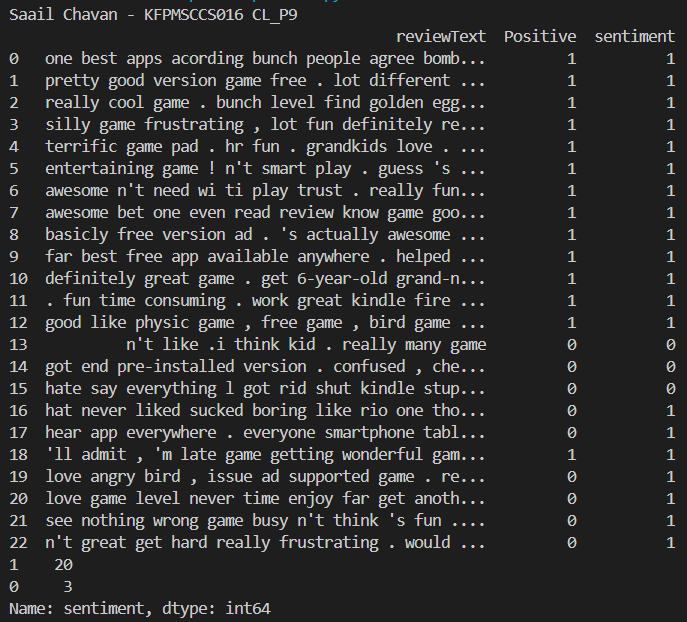 Saail Chavan - KFPMSCCS016 CL_P9
reviewText Positive sentiment
0 one best apps acording bunch people agree bomb... 1 1
1 pretty good version game free . lot different ... 1 1
2 really cool game . bunch level find golden egg... 1 1
3 silly game frustrating , lot fun definitely re... 1 1
4 terrific game pad . hr fun . grandkids love . ... 1 1
5 entertaining game ! n't smart play . guess 's ... 1 1
6 awesome n't need wi ti play trust . really fun... 1 1
7 awesome bet one even read review know game goo... 1 1
8 basicly free version ad . 's actually awesome ... 1 1
9 far best free app available anywhere . helped ... 1 1
10 definitely great game . get 6-year-old grand-n... 1 1
11 . fun time consuming . work great kindle fire ... 1 1
12 good like physic game , free game , bird game ... 1 1
13 n't like .i think kid . really many game 0 0
14 got end pre-installed version . confused , che... 0 0
15 hate say everything l got rid shut kindle stup... 0 0
16 hat never liked sucked boring like rio one tho... 0 1
17 hear app everywhere . everyone smartphone tabl... 0 1
18 'll admit , 'm late game getting wonderful gam... 1 1
19 love angry bird , issue ad supported game . re... 0 1
20 love game level never time enjoy far get anoth... 0 1
21 see nothing wrong game busy n't think 's fun .... 0 1
22 n't great get hard really frustrating . would ... 0 1
1 20
0 3
Name: sentiment, dtype: int64